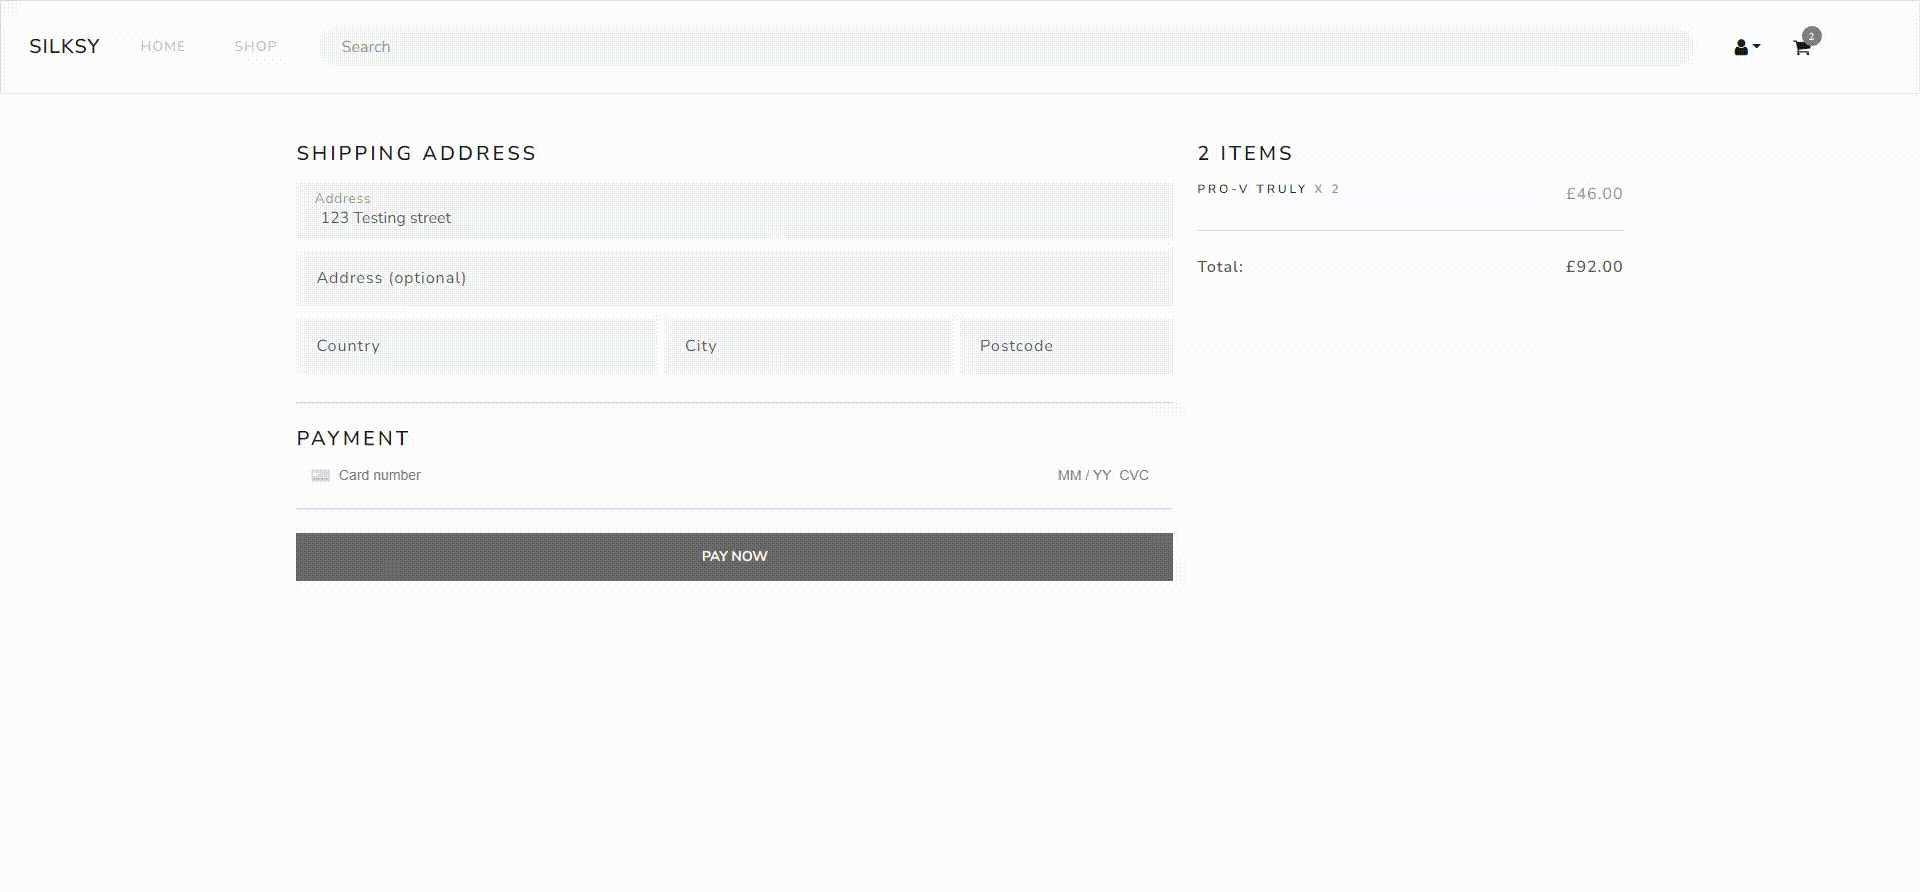 SILKSY HOME SHOP Search 2
SHIPPING ADDRESS
Address
123 Testing street
Address (optional)
Country City Postcode
PAYMENT
Card number MM / YY CVC
PAY NOW
2 ITEMS
PRO-V TRULY X 2 £46.00
Total: £92.00